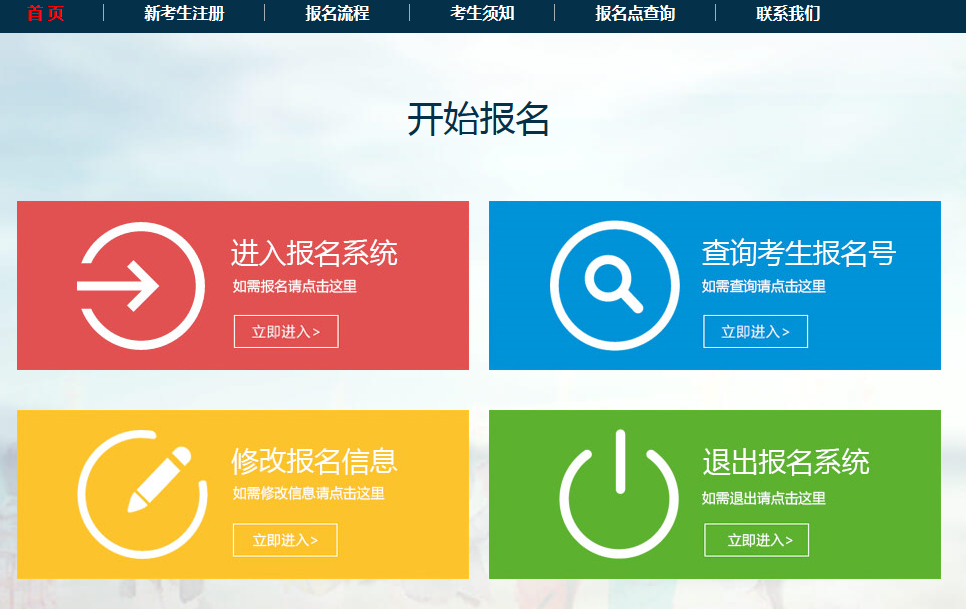 首 页 新考生注册 报名流程 考生须知 报名点查询 联系我们
开始报名
进入报名系统
如需报名请点击这里
立即进入>
查询考生报名号
如需查询请点击这里
立即进入>
修改报名信息
如需修改信息请点击这里
立即进入>
退出报名系统
如需退出请点击这里
立即进入>